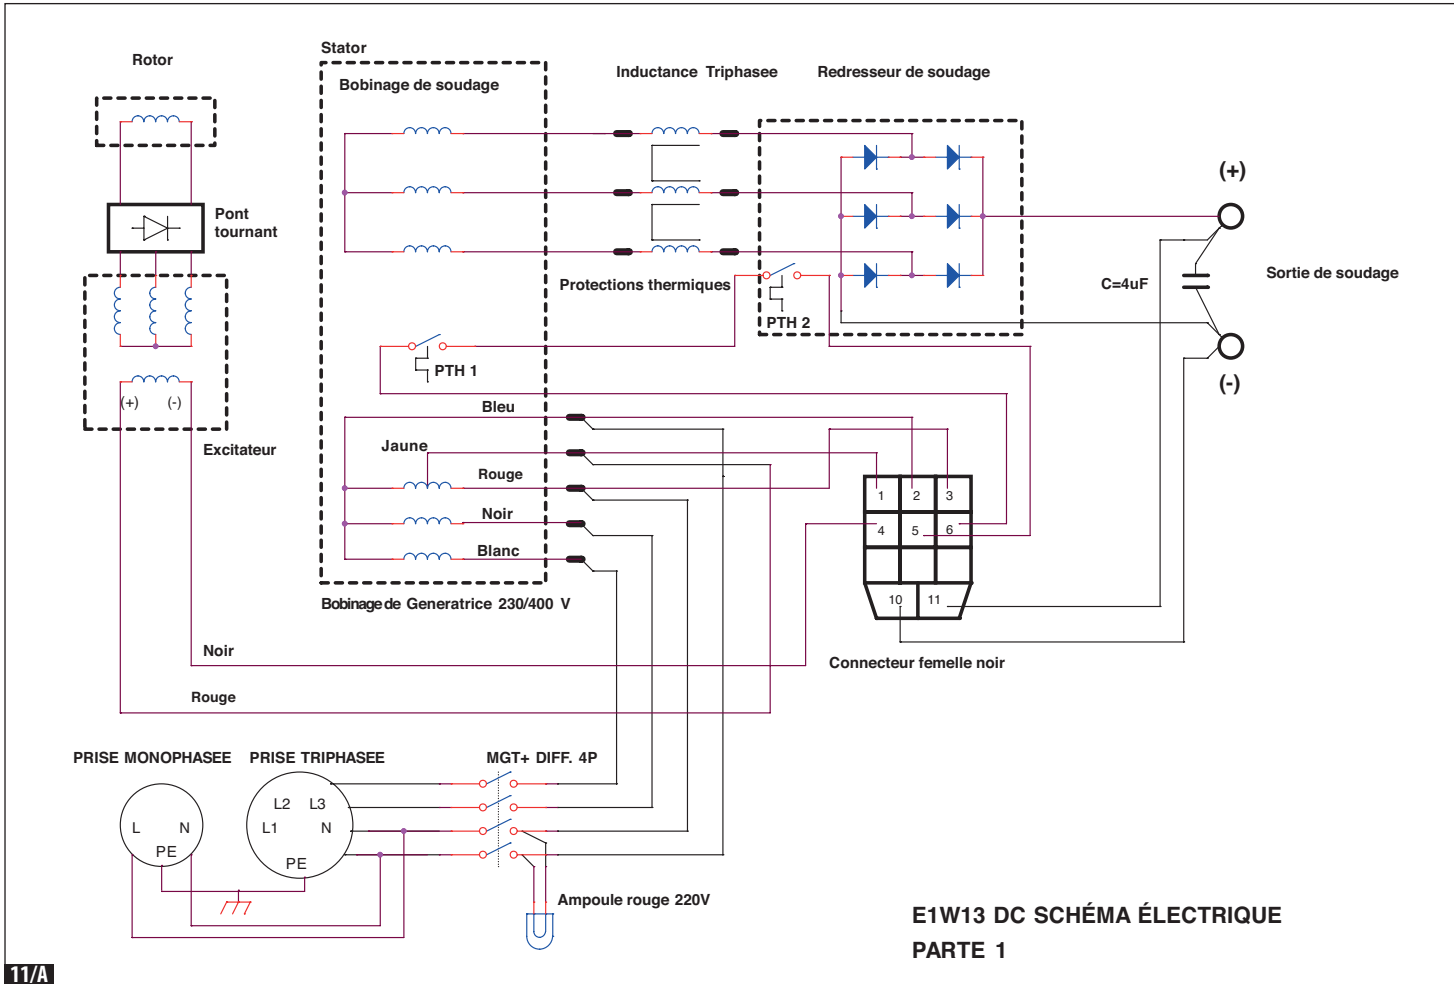 Rotor
Stator
Bobinage de soudage
Inductance Triphasee
Redresseur de soudage
Pont
tournant
(+)
Sortie de soudage
C=4uF
Protections thermiques
PTH 2
PTH 1
(-)
(+) (-)
Excitateur
Bleu
Jaune
Rouge
Noir
Blanc
Bobinage de Generatrice 230/400 V
1 2 3
4 5 6
10 11
Connecteur femelle noir
Noir
Rouge
PRISE MONOPHASEE
PRISE TRIPHASEE
MGT+ DIFF. 4P
L N
PE
L2 L3
L1 N
PE
Ampoule rouge 220V
E1W13 DC SCHÉMA ÉLECTRIQUE
PARTE 1
11/A